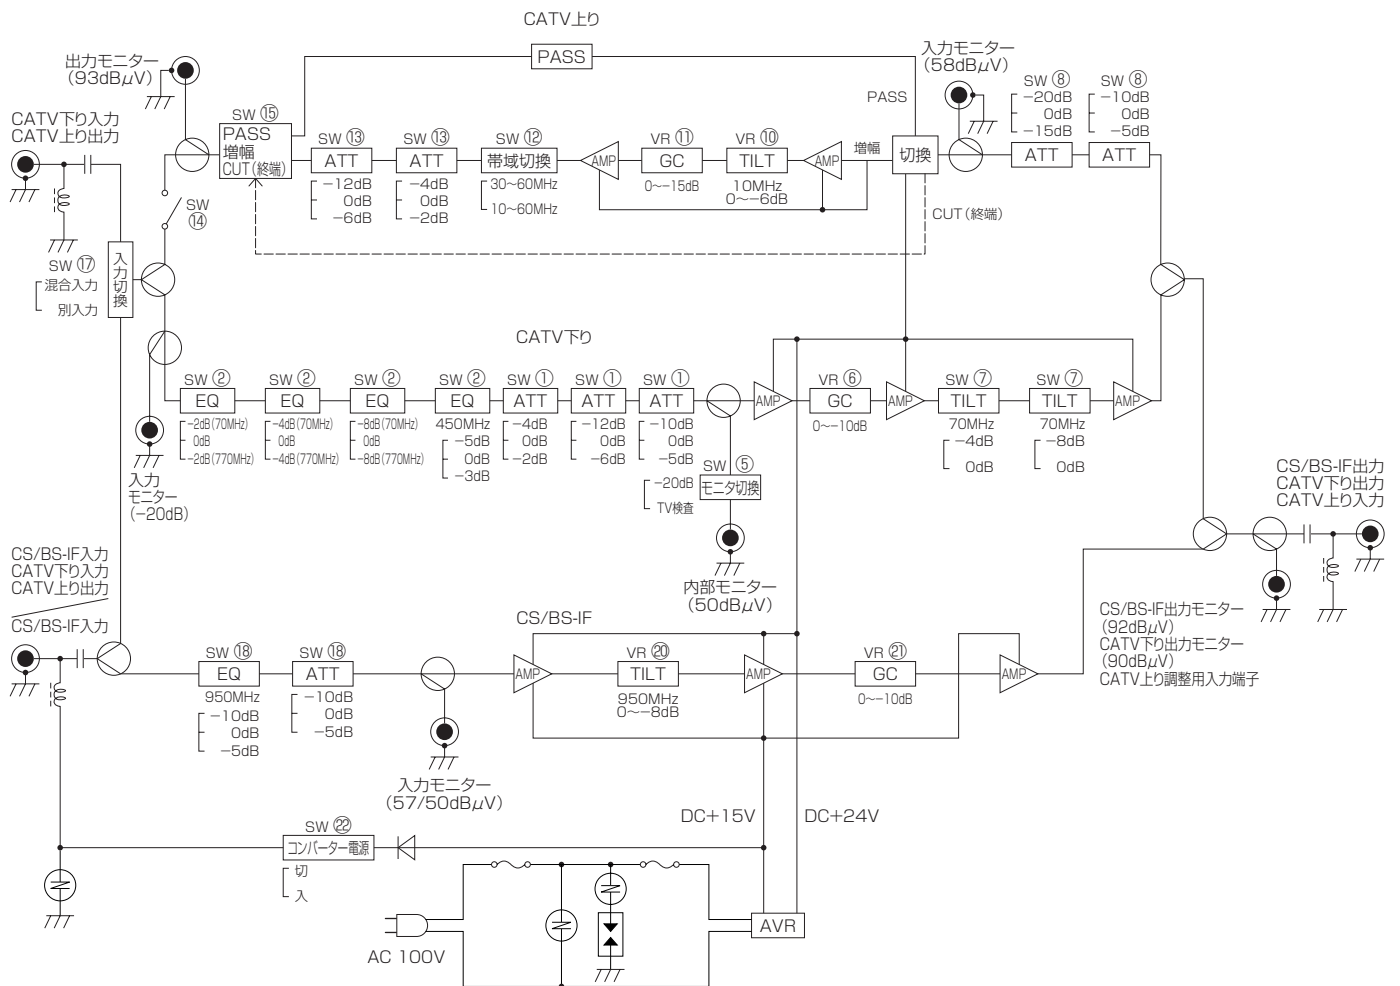 CATV上り
PASS
出力モニター
(93dBμV)
CATV下り入力
CATV上り出力
SW ⑮
PASS
増幅
CUT(終端)
SW ⑬
ATT
−12dB
0dB
−6dB
SW ⑬
ATT
−4dB
0dB
−2dB
SW ⑫
帯域切換
30〜60MHz
10〜60MHz
AMP
VR ⑪
GC
0〜−15dB
VR ⑩
TILT
10MHz
0〜−6dB
AMP
増幅
PASS
切換
CUT(終端)
入力モニター
(58dBμV)
SW ⑧
−20dB
0dB
−15dB
ATT
SW ⑧
−10dB
0dB
−5dB
ATT
SW
⑭
SW ⑰
混合入力
別入力
入力切換
CATV下り
SW ②
EQ
−2dB(70MHz)
0dB
−2dB(770MHz)
SW ②
EQ
−4dB(70MHz)
0dB
−4dB(770MHz)
SW ②
EQ
−8dB(70MHz)
0dB
−8dB(770MHz)
SW ②
EQ
450MHz
−5dB
0dB
−3dB
SW ①
ATT
−4dB
0dB
−2dB
SW ①
ATT
−12dB
0dB
−6dB
SW ①
ATT
−10dB
0dB
−5dB
SW ⑤
−20dB
TV検査
モニタ切換
内部モニター
(50dBμV)
AMP
VR ⑥
GC
0〜−10dB
AMP
SW ⑦
TILT
70MHz
−4dB
0dB
SW ⑦
TILT
70MHz
−8dB
0dB
AMP
入力
モニター
(−20dB)
CS/BS-IF出力
CATV下り出力
CATV上り入力
CS/BS-IF出力モニター
(92dBμV)
CATV下り出力モニター
(90dBμV)
CATV上り調整用入力端子
CS/BS-IF入力
CATV下り入力
CATV上り出力
CS/BS-IF入力
SW ⑱
EQ
950MHz
−10dB
0dB
−5dB
SW ⑱
ATT
−10dB
0dB
−5dB
入力モニター
(57/50dBμV)
CS/BS-IF
AMP
VR ⑳
TILT
950MHz
0〜−8dB
AMP
VR ㉑
GC
0〜−10dB
AMP
DC+15V
DC+24V
SW ㉒
コンバーター電源
切
入
AC 100V
AVR